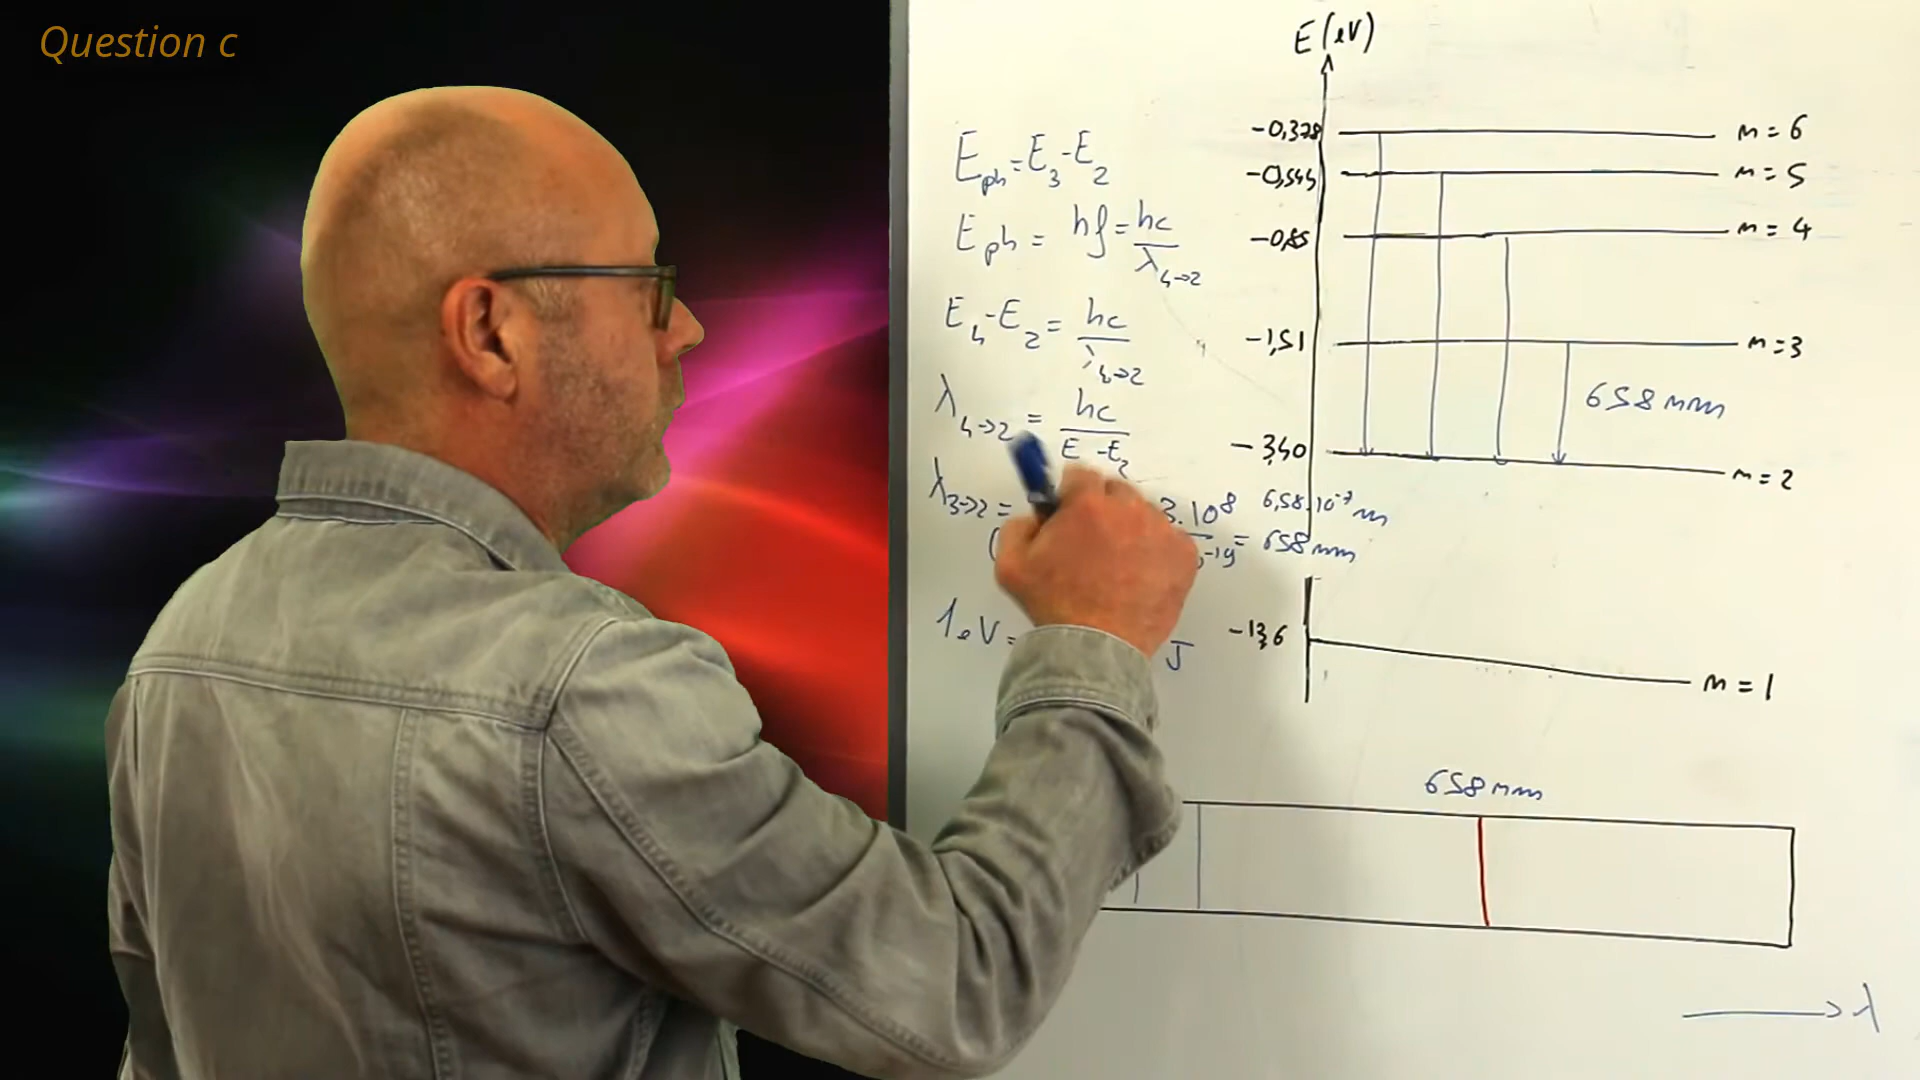 Question c
E (eV)
-0,378 n = 6
-0,544 n = 5
-0,85 n = 4
-1,51 n = 3
658 nm
-3,40 n = 2
-13,6 n = 1
E_ph = E_3 - E_2
E_ph = hf = hc/λ_4→2
E_4 - E_2 = hc/λ_4→2
λ_4→2 = hc/E - E_2
λ_3→2 = 3.10^8 = 6,58.10^-7 m
^-19 = 658 nm
1eV = J
658 nm
→ λ